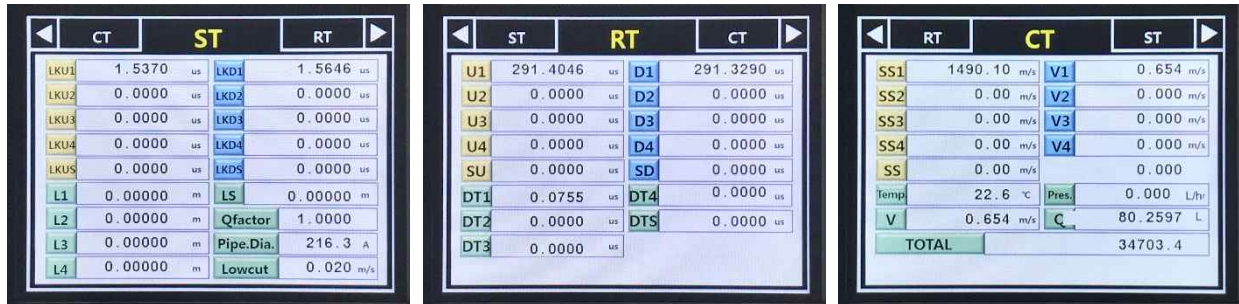 CT ST RT
LKU1 1.5370 us LKD1 1.5646 us
LKU2 0.0000 us LKD2 0.0000 us
LKU3 0.0000 us LKD3 0.0000 us
LKU4 0.0000 us LKD4 0.0000 us
LKUS 0.0000 us LKDS 0.0000 us
L1 0.00000 m LS 0.00000 m
L2 0.00000 m Qfactor 1.0000
L3 0.00000 m Pipe.Dia. 216.3 A
L4 0.00000 m Lowcut 0.020 m/s
ST RT CT
U1 291.4046 us D1 291.3290 us
U2 0.0000 us D2 0.0000 us
U3 0.0000 us D3 0.0000 us
U4 0.0000 us D4 0.0000 us
SU 0.0000 us SD 0.0000 us
DT1 0.0755 us DT4 0.0000 us
DT2 0.0000 us DTS 0.0000 us
DT3 0.0000 us
RT CT ST
SS1 1490.10 m/s V1 0.654 m/s
SS2 0.00 m/s V2 0.000 m/s
SS3 0.00 m/s V3 0.000 m/s
SS4 0.00 m/s V4 0.000 m/s
SS 0.00 m/s 0.000
Temp 22.6 ℃ Pres. 0.000 L/hr
V 0.654 m/s Q 80.2597 L
TOTAL 34703.4